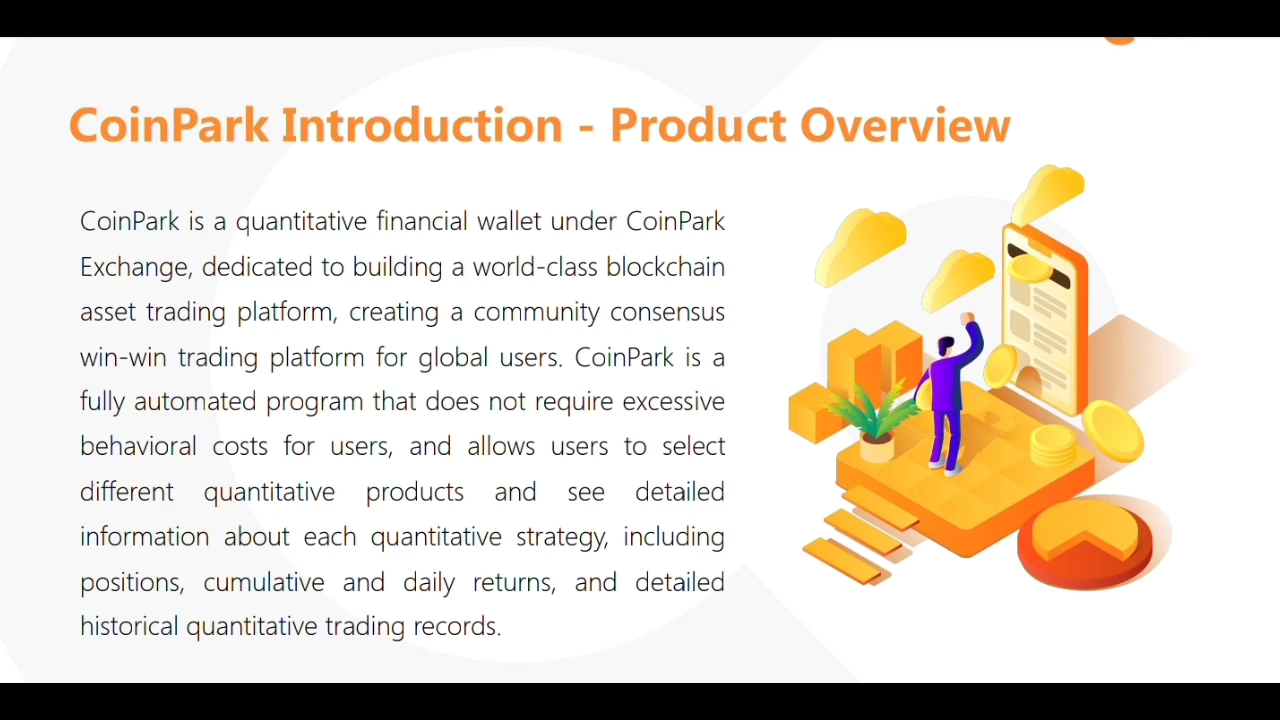 CoinPark Introduction - Product Overview
CoinPark is a quantitative financial wallet under CoinPark
Exchange, dedicated to building a world-class blockchain
asset trading platform, creating a community consensus
win-win trading platform for global users. CoinPark is a
fully automated program that does not require excessive
behavioral costs for users, and allows users to select
different quantitative products and see detailed
information about each quantitative strategy, including
positions, cumulative and daily returns, and detailed
historical quantitative trading records.